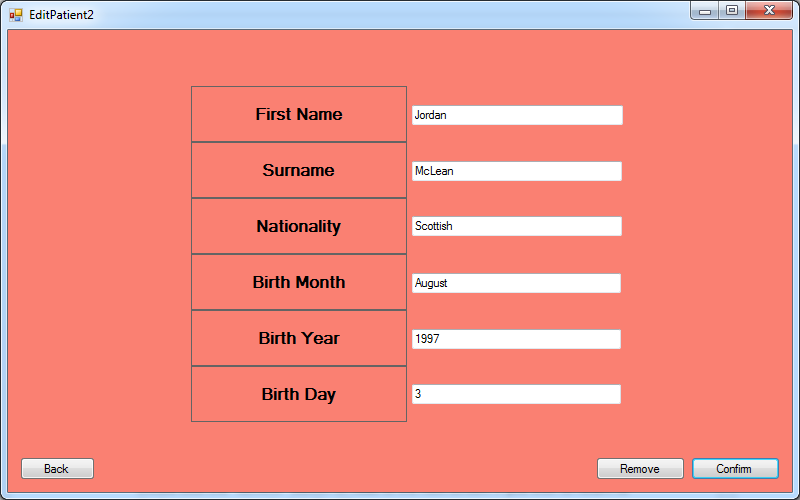 EditPatient2
First Name Jordan
Surname McLean
Nationality Scottish
Birth Month August
Birth Year 1997
Birth Day 3
Back Remove Confirm